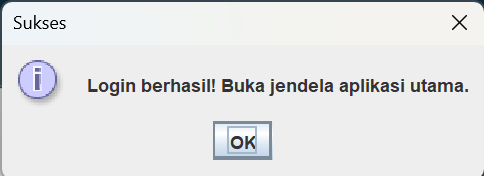 Sukses
Login berhasil! Buka jendela aplikasi utama.
OK